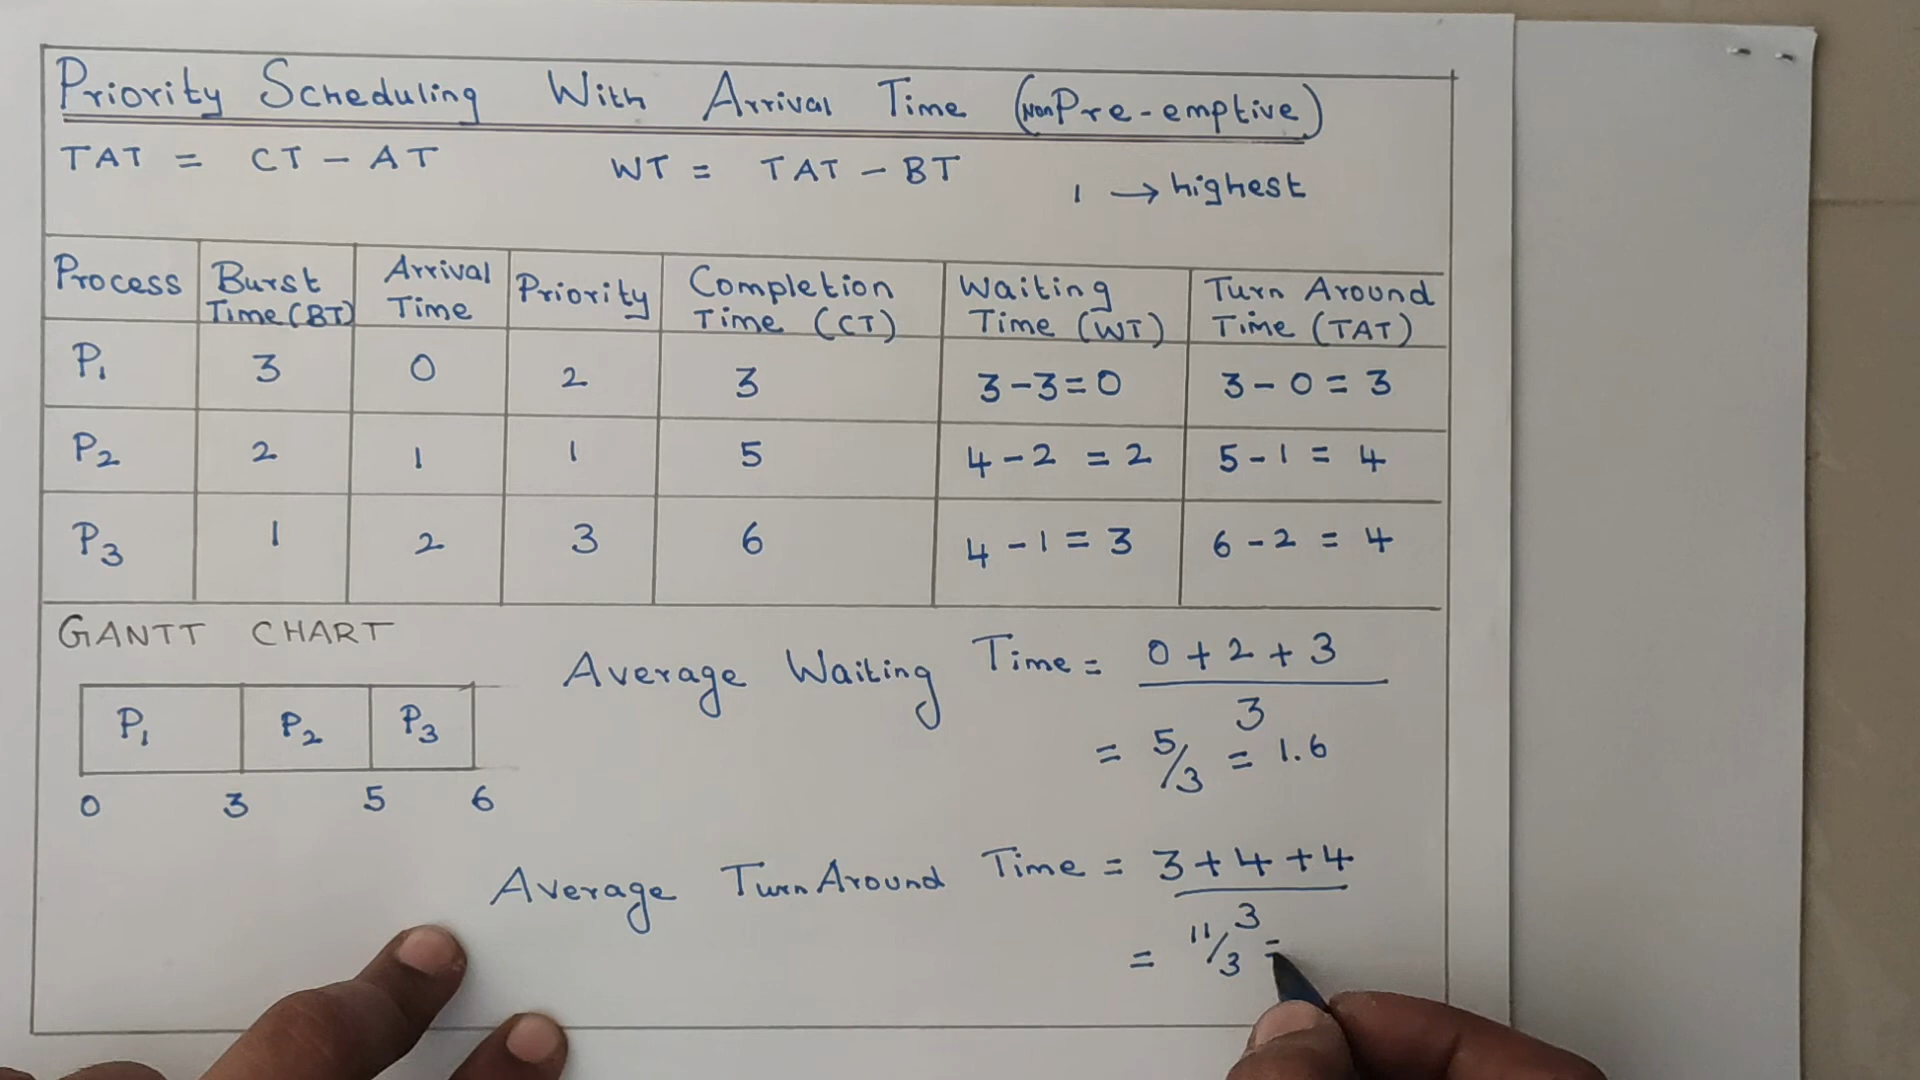 Priority Scheduling With Arrival Time (Non Pre-emptive)
TAT = CT - AT WT = TAT - BT 1 → highest
Process Burst Time (BT) Arrival Time Priority Completion Time (CT) Waiting Time (WT) Turn Around Time (TAT)
P1 3 0 2 3 3-3=0 3-0=3
P2 2 1 1 5 4-2=2 5-1=4
P3 1 2 3 6 4-1=3 6-2=4
GANTT CHART
P1 P2 P3
0 3 5 6
Average Waiting Time = 0+2+3
3
= 5/3 = 1.6
Average Turn Around Time = 3+4+4
3
= 11/3 =